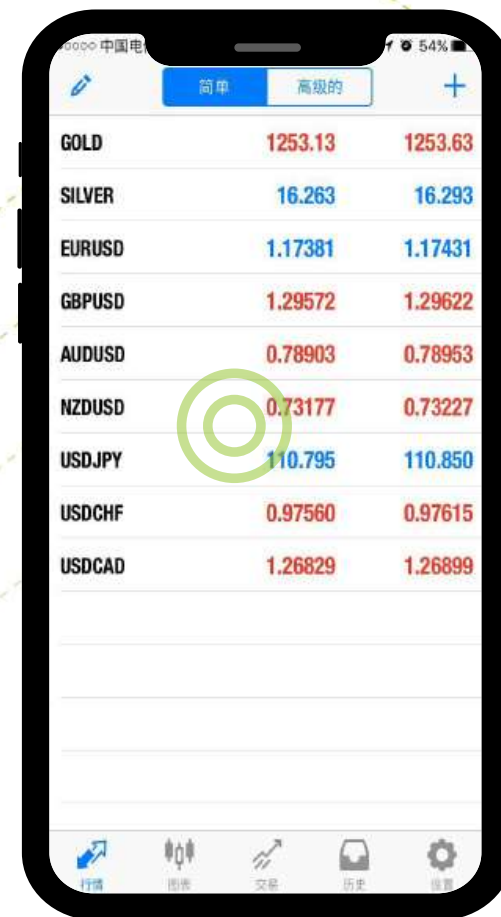 中国电
54%
简单 高级的
GOLD 1253.13 1253.63
SILVER 16.263 16.293
EURUSD 1.17381 1.17431
GBPUSD 1.29572 1.29622
AUDUSD 0.78903 0.78953
NZDUSD 0.73177 0.73227
USDJPY 110.795 110.850
USDCHF 0.97560 0.97615
USDCAD 1.26829 1.26899
行情 图表 交易 历史 设置